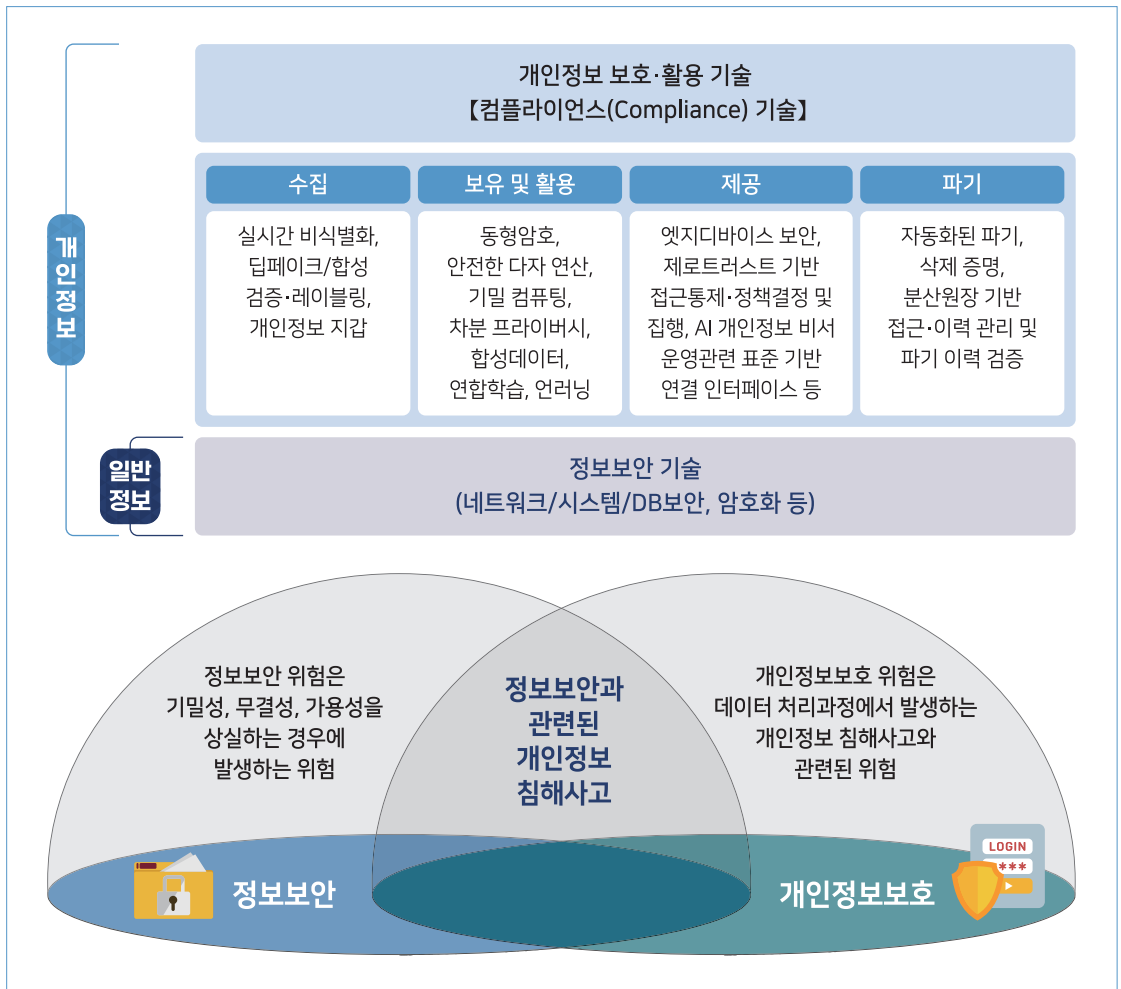 개인정보 보호·활용 기술
【컴플라이언스(Compliance) 기술】
개인정보
수집
실시간 비식별화,
딥페이크/합성
검증·레이블링,
개인정보 지갑
보유 및 활용
동형암호,
안전한 다자 연산,
기밀 컴퓨팅,
차분 프라이버시,
합성데이터,
연합학습, 언러닝
제공
엣지디바이스 보안,
제로트러스트 기반
접근통제·정책결정 및
집행, AI 개인정보 비서
운영관련 표준 기반
연결 인터페이스 등
파기
자동화된 파기,
삭제 증명,
분산원장 기반
접근·이력 관리 및
파기 이력 검증
일반
정보
정보보안 기술
(네트워크/시스템/DB보안, 암호화 등)
정보보안 위험은
기밀성, 무결성, 가용성을
상실하는 경우에
발생하는 위험
정보보안과
관련된
개인정보
침해사고
개인정보보호 위험은
데이터 처리과정에서 발생하는
개인정보 침해사고와
관련된 위험
정보보안
개인정보보호
LOGIN
***